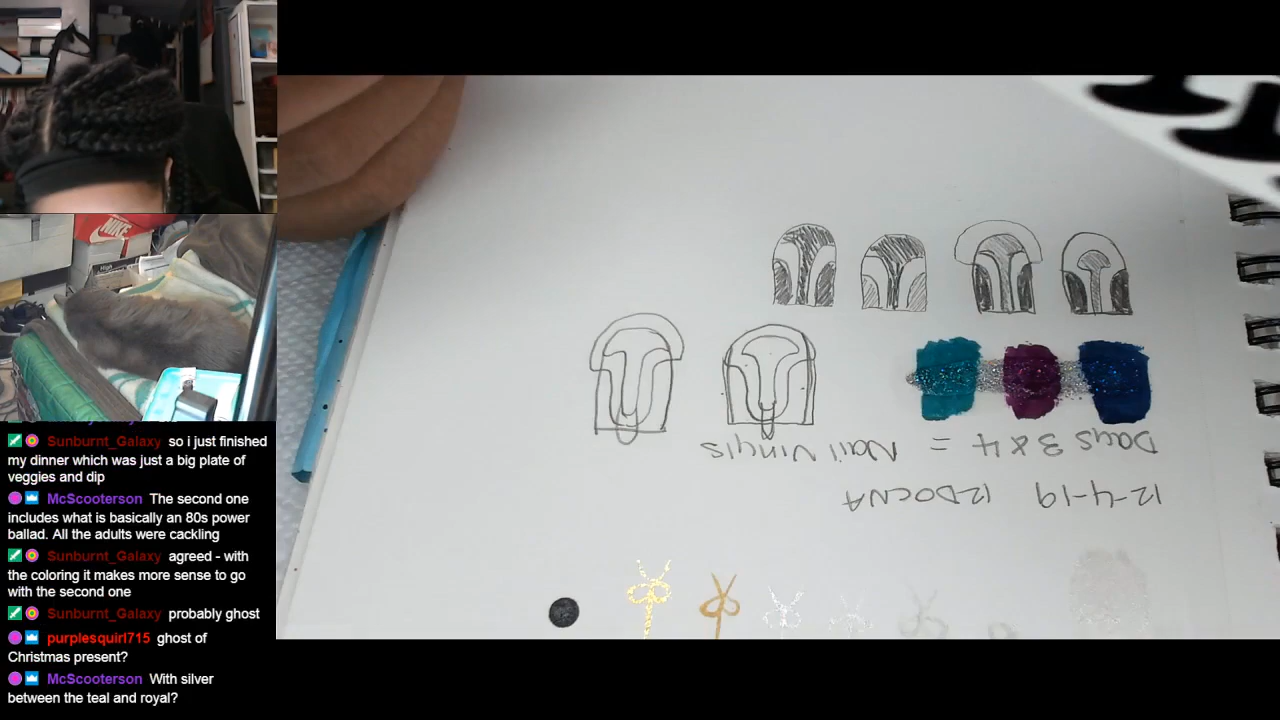 NIKE
Sunburnt_Galaxy so i just finished
my dinner which was just a big plate of
veggies and dip
McScooterson The second one
includes what is basically an 80s power
ballad. All the adults were cackling
Sunburnt_Galaxy agreed - with
the coloring it makes more sense to go
with the second one
Sunburnt_Galaxy probably ghost
purplesquirl715 ghost of
Christmas present?
McScooterson With silver
between the teal and royal?
12-4-19 12DOCNA
Days 3 & 4 = Nail Vinyls